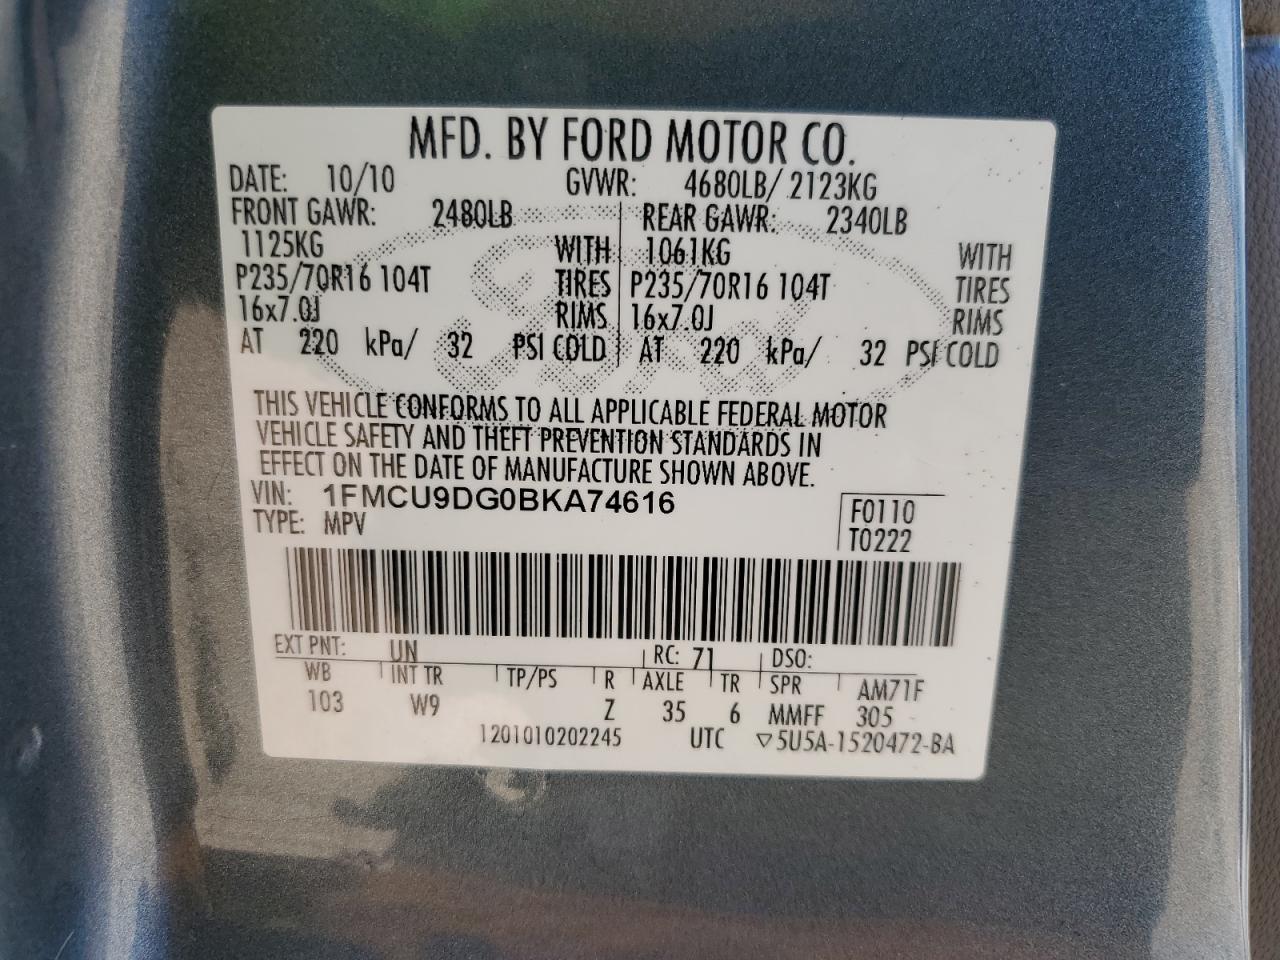 MFD. BY FORD MOTOR CO.
DATE: 10/10 GVWR: 4680LB/ 2123KG
FRONT GAWR: 2480LB REAR GAWR: 2340LB
1125KG WITH 1061KG WITH
P235/70R16 104T TIRES P235/70R16 104T TIRES
16x7.0J RIMS 16x7.0J RIMS
AT 220 kPa/ 32 PSI COLD AT 220 kPa/ 32 PSI COLD
THIS VEHICLE CONFORMS TO ALL APPLICABLE FEDERAL MOTOR
VEHICLE SAFETY AND THEFT PREVENTION STANDARDS IN
EFFECT ON THE DATE OF MANUFACTURE SHOWN ABOVE.
VIN: 1FMCU9DG0BKA74616 F0110
TYPE: MPV T0222
EXT PNT: UN RC: 71 DSO:
WB INT TR TP/PS R AXLE TR SPR AM71F
103 W9 Z 35 6 MMFF 305
1201010202245 UTC ▽5U5A-1520472-BA